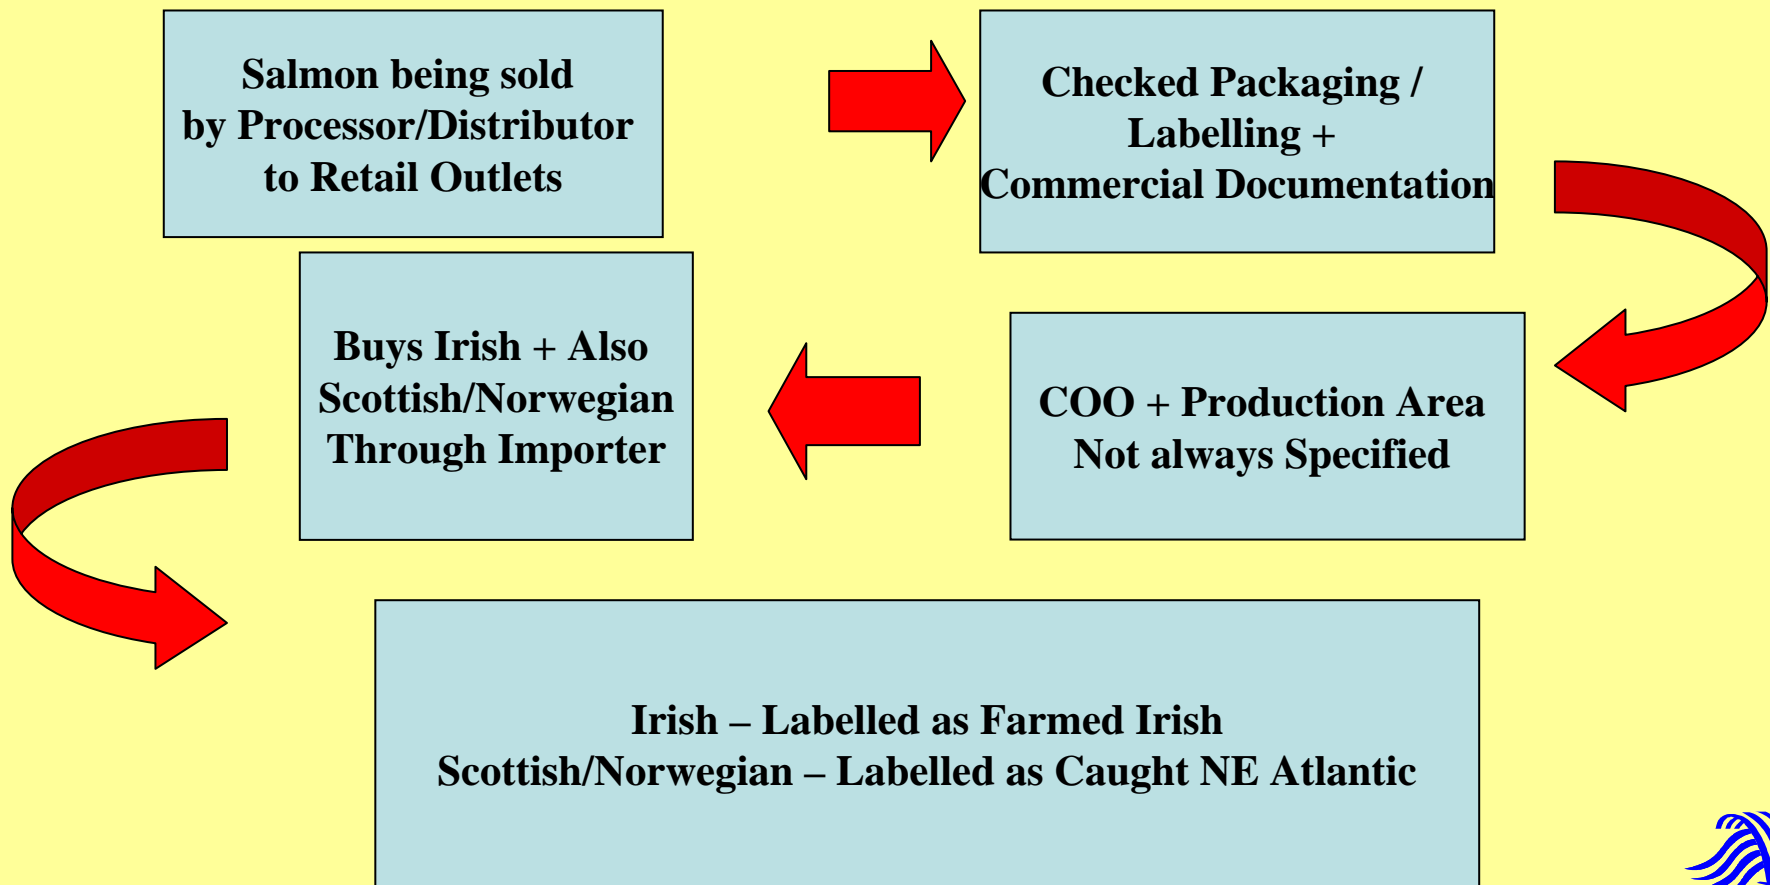 Salmon being sold
by Processor/Distributor
to Retail Outlets
Checked Packaging /
Labelling +
Commercial Documentation
COO + Production Area
Not always Specified
Buys Irish + Also
Scottish/Norwegian
Through Importer
Irish – Labelled as Farmed Irish
Scottish/Norwegian – Labelled as Caught NE Atlantic